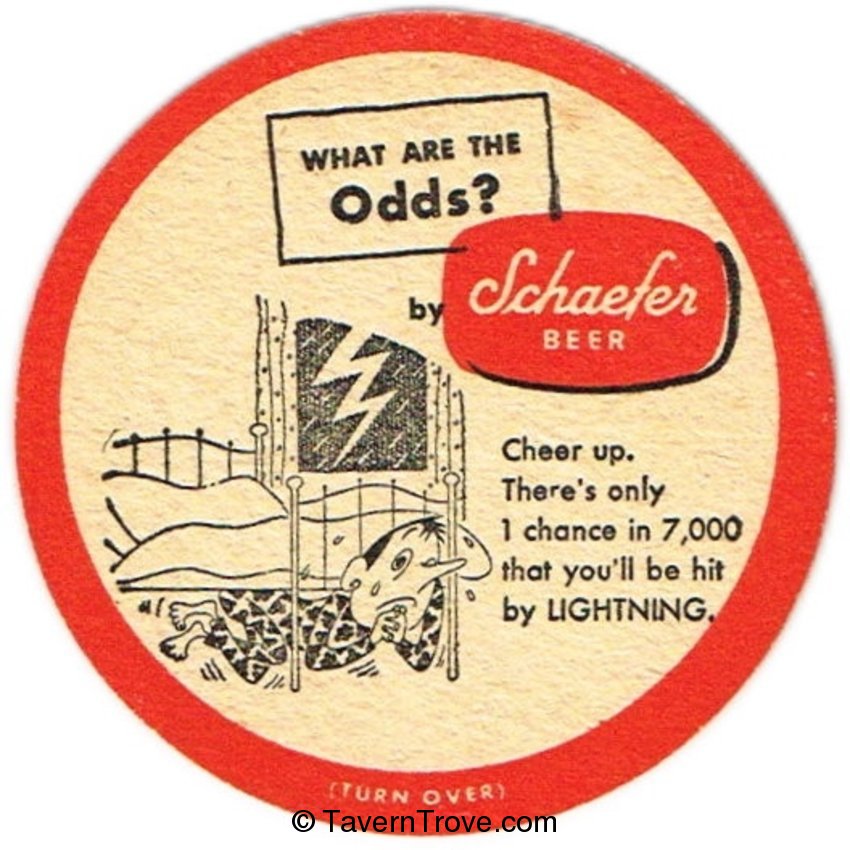 WHAT ARE THE
Odds?
by Schaefer
BEER
Cheer up.
There's only
1 chance in 7,000
that you'll be hit
by LIGHTNING.
(TURN OVER)
© TavernTrove.com